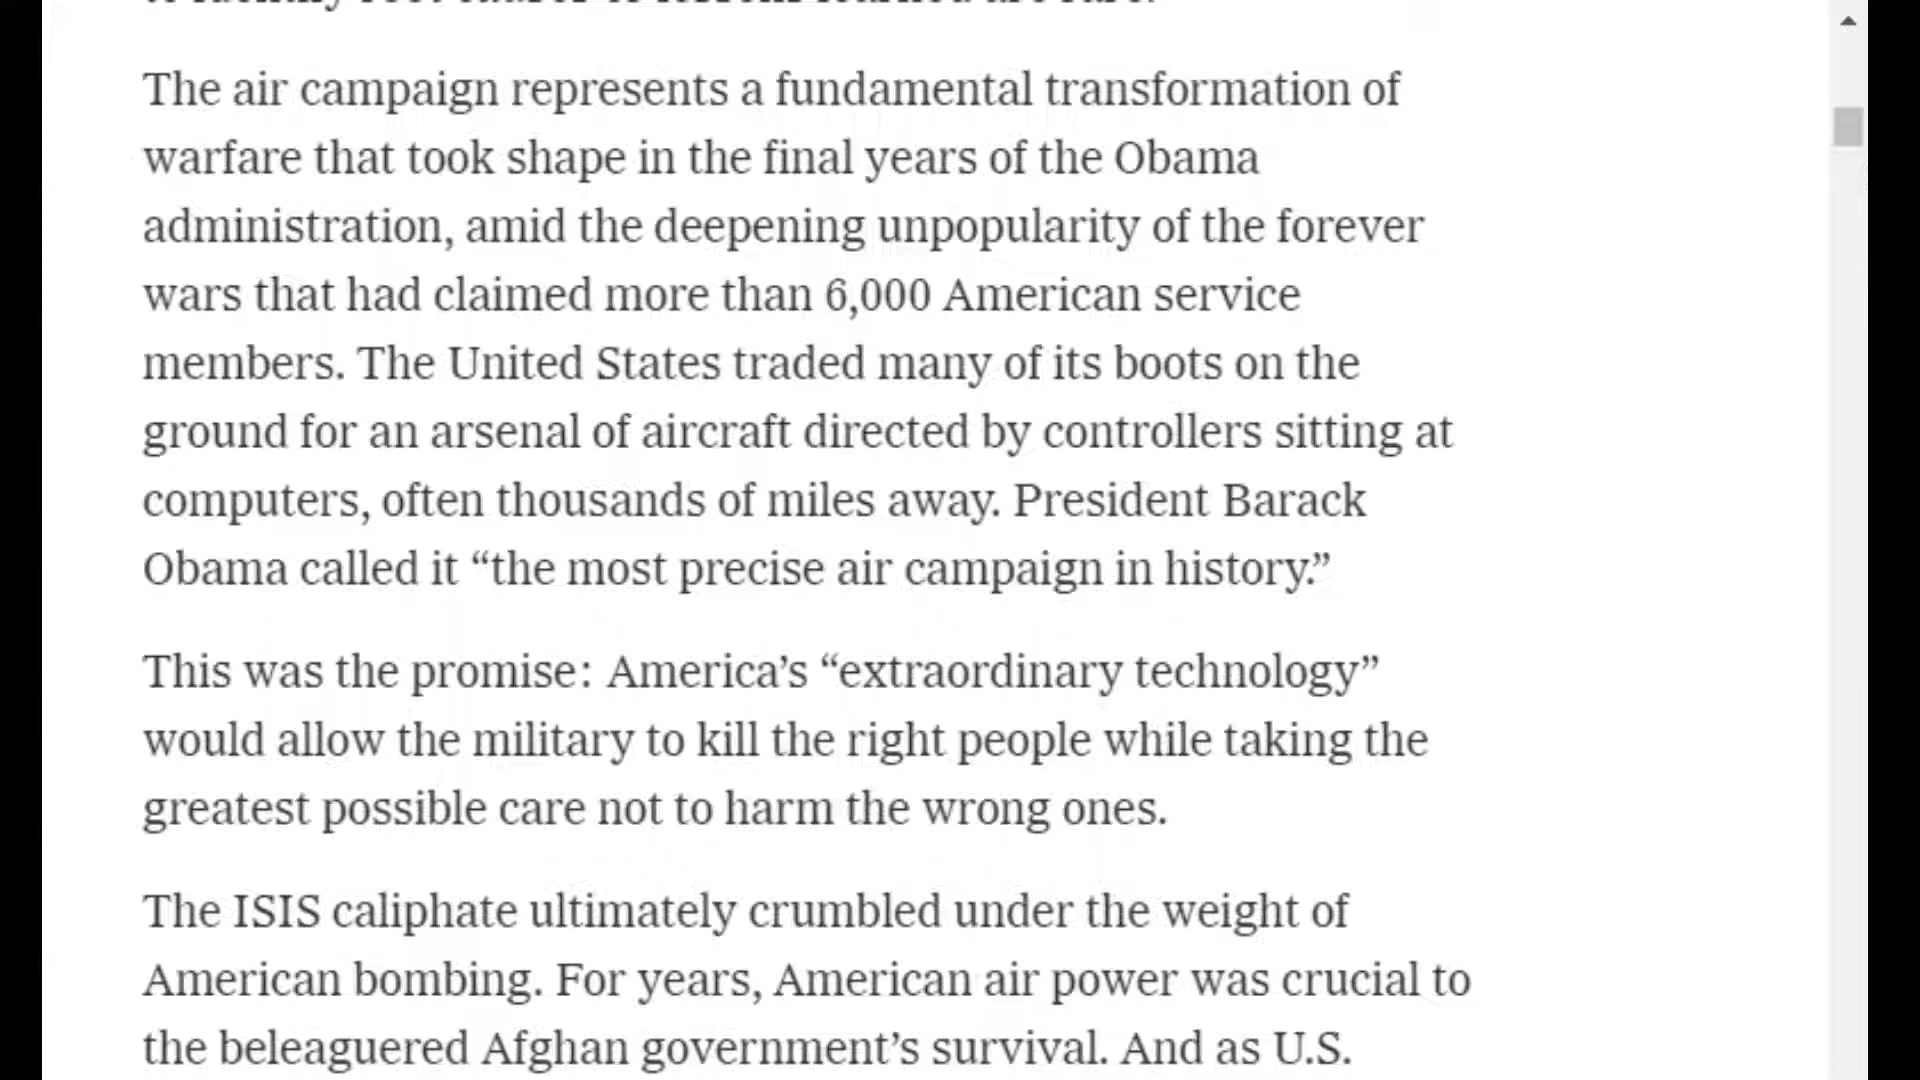 The air campaign represents a fundamental transformation of
warfare that took shape in the final years of the Obama
administration, amid the deepening unpopularity of the forever
wars that had claimed more than 6,000 American service
members. The United States traded many of its boots on the
ground for an arsenal of aircraft directed by controllers sitting at
computers, often thousands of miles away. President Barack
Obama called it “the most precise air campaign in history.”
This was the promise: America’s “extraordinary technology”
would allow the military to kill the right people while taking the
greatest possible care not to harm the wrong ones.
The ISIS caliphate ultimately crumbled under the weight of
American bombing. For years, American air power was crucial to
the beleaguered Afghan government’s survival. And as U.S.